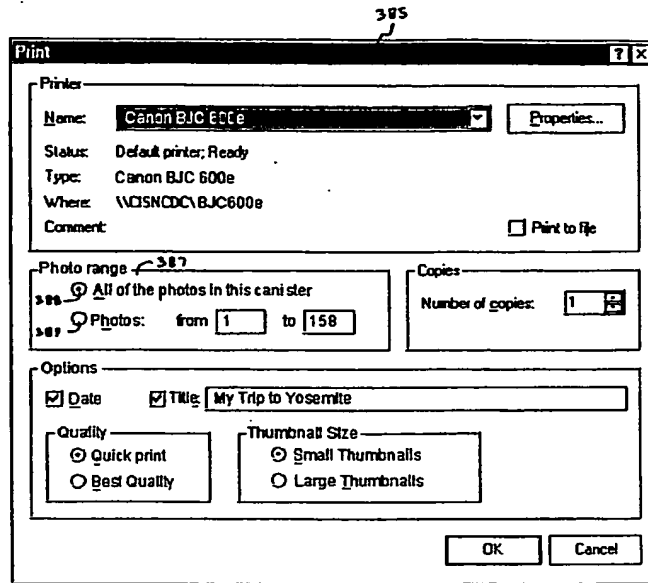 385
Print
Printer
Name: Canon BJC 600e Properties...
Status: Default printer; Ready
Type: Canon BJC 600e
Where: \\CISNCDC\BJC600e
Comment: Print to file
Photo range 387
388 All of the photos in this canister
389 Photos: from 1 to 158
Copies
Number of copies: 1
Options
Date Title: My Trip to Yosemite
Quality
Quick print
Best Quality
Thumbnail Size
Small Thumbnails
Large Thumbnails
OK Cancel